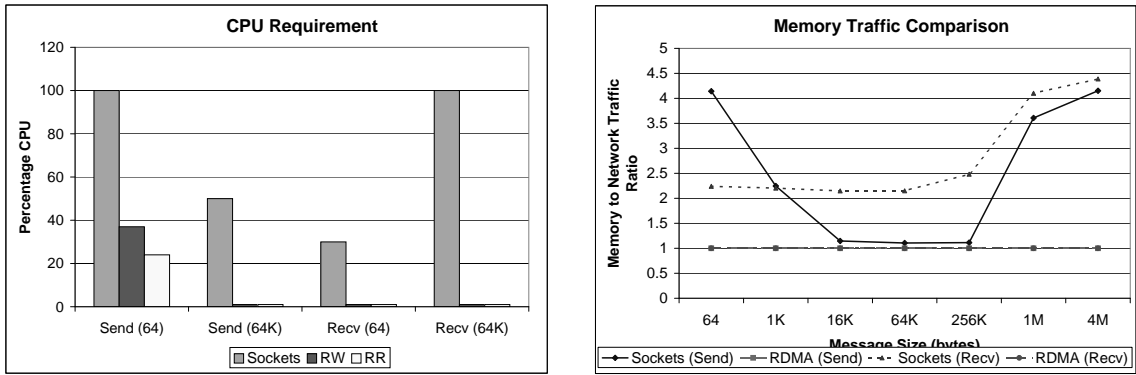 CPU Requirement
120
100
80
60
40
20
0
Percentage CPU
Send (64) Send (64K) Recv (64) Recv (64K)
Sockets RW RR
Memory Traffic Comparison
5
4.5
4
3.5
3
2.5
2
1.5
1
0.5
0
Memory to Network Traffic
Ratio
64 1K 16K 64K 256K 1M 4M
Message Size (bytes)
Sockets (Send) RDMA (Send) Sockets (Recv) RDMA (Recv)